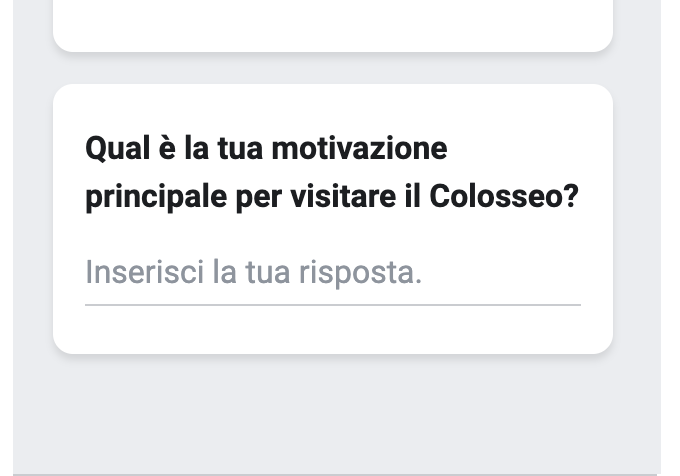 Qual è la tua motivazione
principale per visitare il Colosseo?
Inserisci la tua risposta.